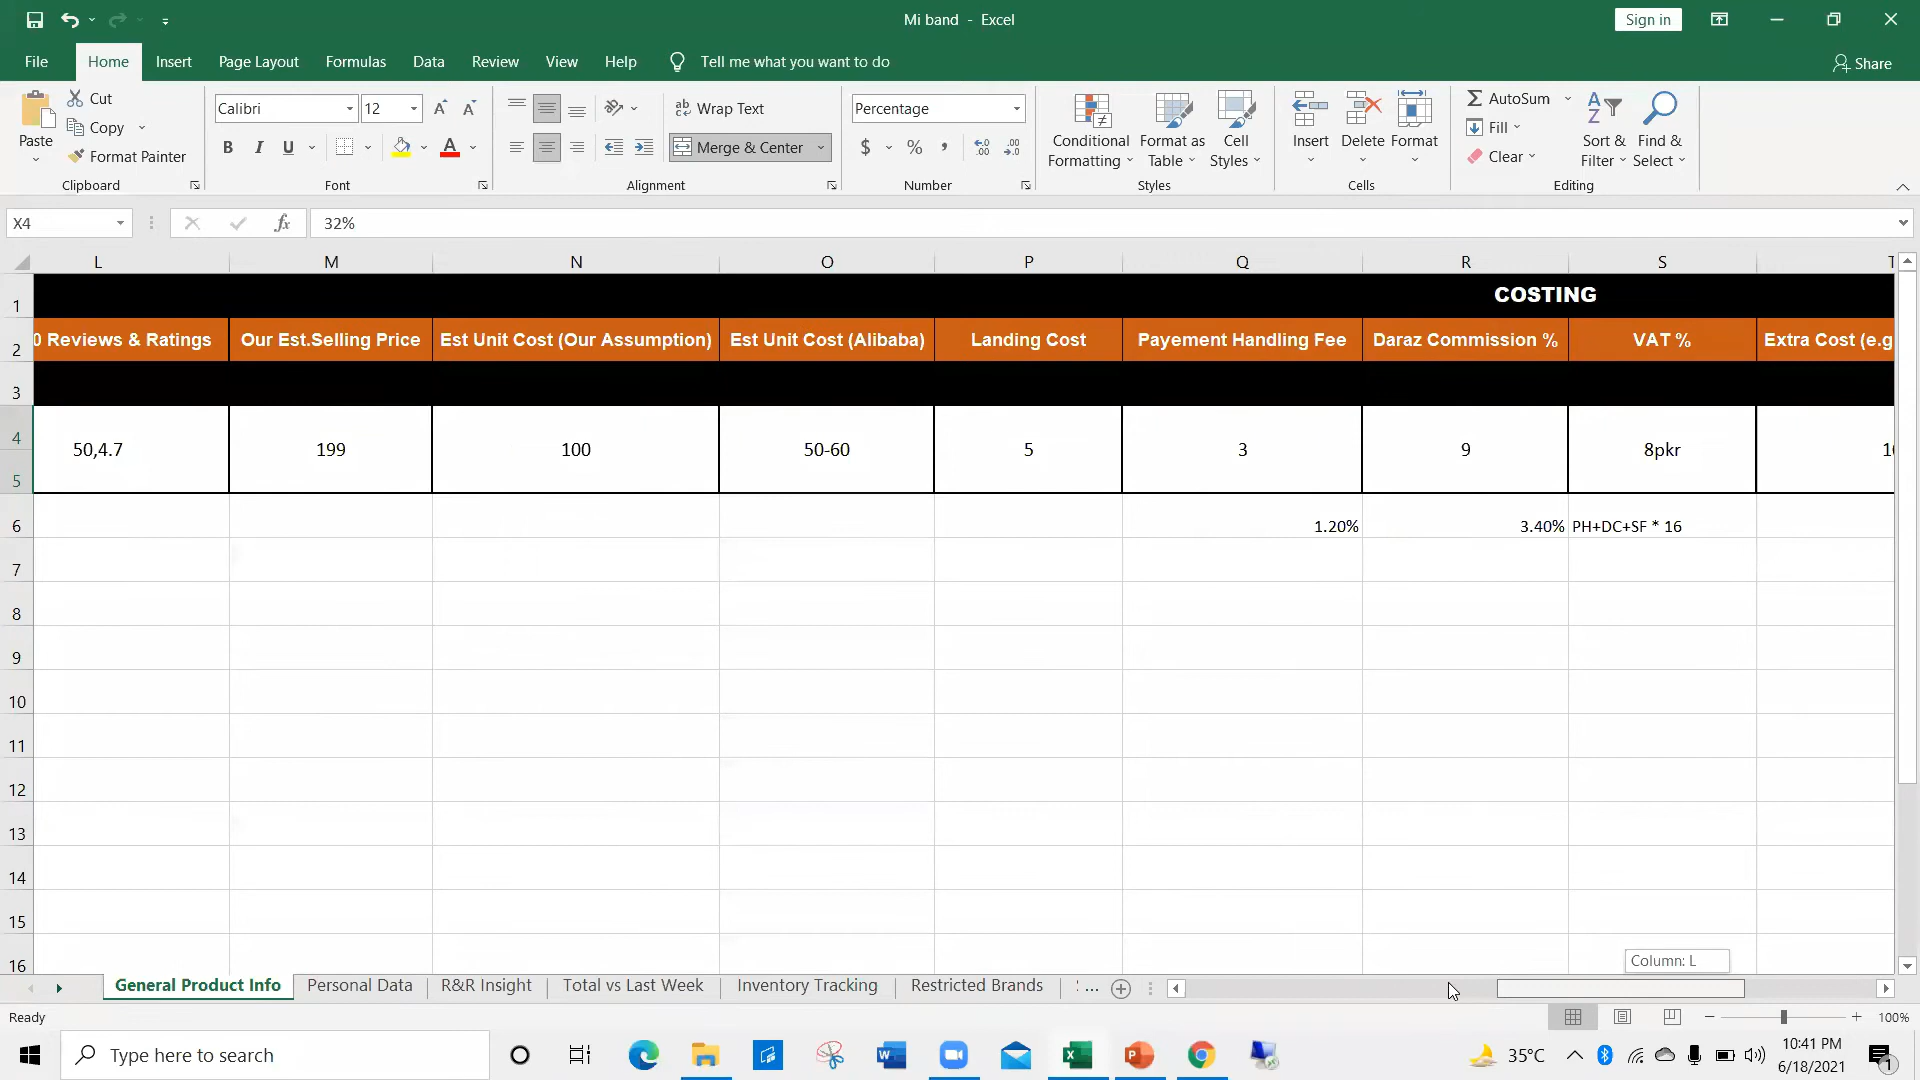 Mi band - Excel
Sign in
File Home Insert Page Layout Formulas Data Review View Help Tell me what you want to do Share
Paste
Cut
Copy
Format Painter
Clipboard
Calibri 12
B I U
Font
Wrap Text
Merge & Center
Alignment
Percentage
$ % ,
Number
Conditional Formatting
Format as Table
Cell Styles
Styles
Insert Delete Format
Cells
AutoSum
Fill
Clear
Sort & Filter
Find & Select
Editing
X4 fx 32%
L M N O P Q R S T
1 COSTING
2 0 Reviews & Ratings Our Est.Selling Price Est Unit Cost (Our Assumption) Est Unit Cost (Alibaba) Landing Cost Payement Handling Fee Daraz Commission % VAT % Extra Cost (e.g
3
4 50,4.7 199 100 50-60 5 3 9 8pkr
5
6 1.20% 3.40% PH+DC+SF * 16
7
8
9
10
11
12
13
14
15
16
Column: L
General Product Info Personal Data R&R Insight Total vs Last Week Inventory Tracking Restricted Brands ...
Ready 100%
Type here to search
35°C
10:41 PM
6/18/2021
1